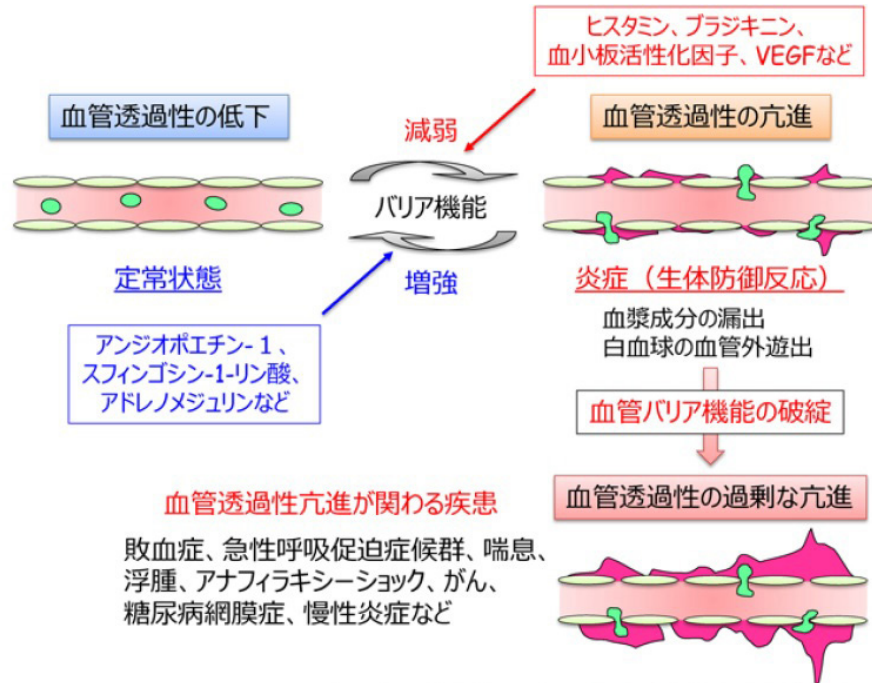 ヒスタミン、ブラジキニン、
血小板活性化因子、VEGFなど
血管透過性の低下
減弱
血管透過性の亢進
バリア機能
定常状態
増強
炎症（生体防御反応）
アンジオポエチン-１、
スフィンゴシン-1-リン酸、
アドレノメジュリンなど
血漿成分の漏出
白血球の血管外遊出
血管バリア機能の破綻
血管透過性の過剰な亢進
血管透過性亢進が関わる疾患
敗血症、急性呼吸促迫症候群、喘息、
浮腫、アナフィラキシーショック、がん、
糖尿病網膜症、慢性炎症など